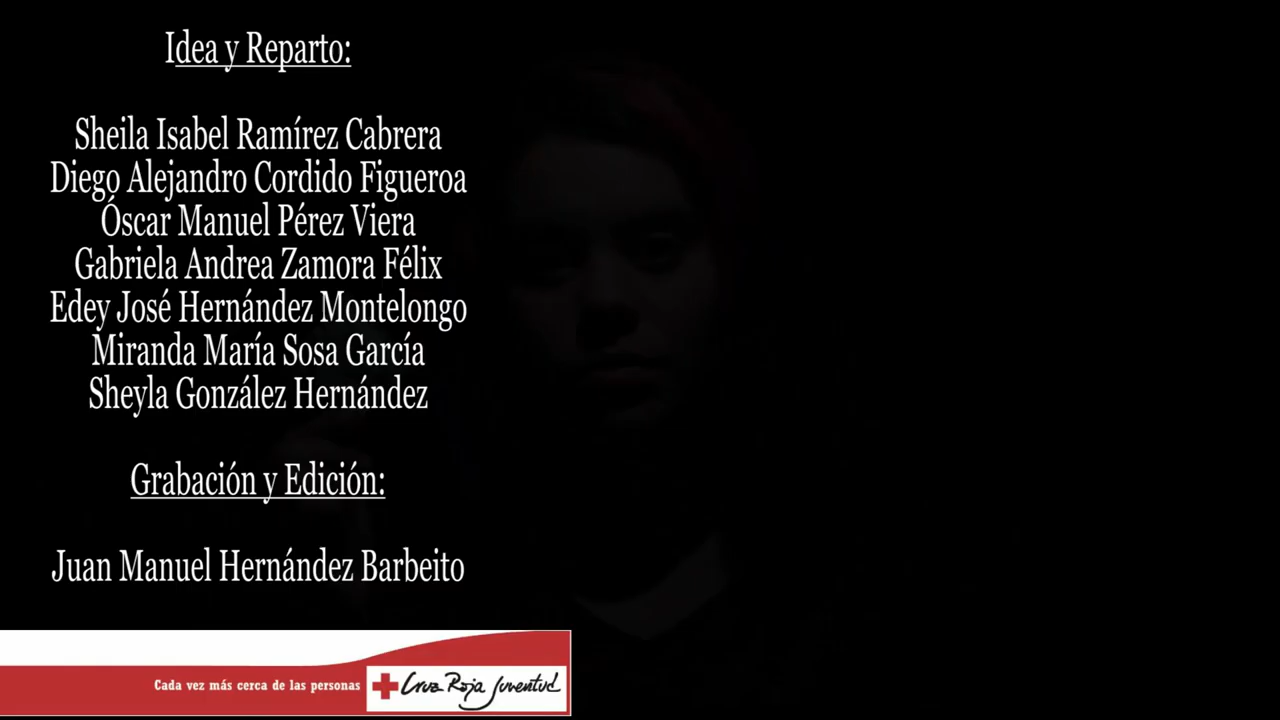 Idea y Reparto:
Sheila Isabel Ramírez Cabrera
Diego Alejandro Cordido Figueroa
Óscar Manuel Pérez Viera
Gabriela Andrea Zamora Félix
Edey José Hernández Montelongo
Miranda María Sosa García
Sheyla González Hernández
Grabación y Edición:
Juan Manuel Hernández Barbeito
Cada vez más cerca de las personas
Cruz Roja Juventud